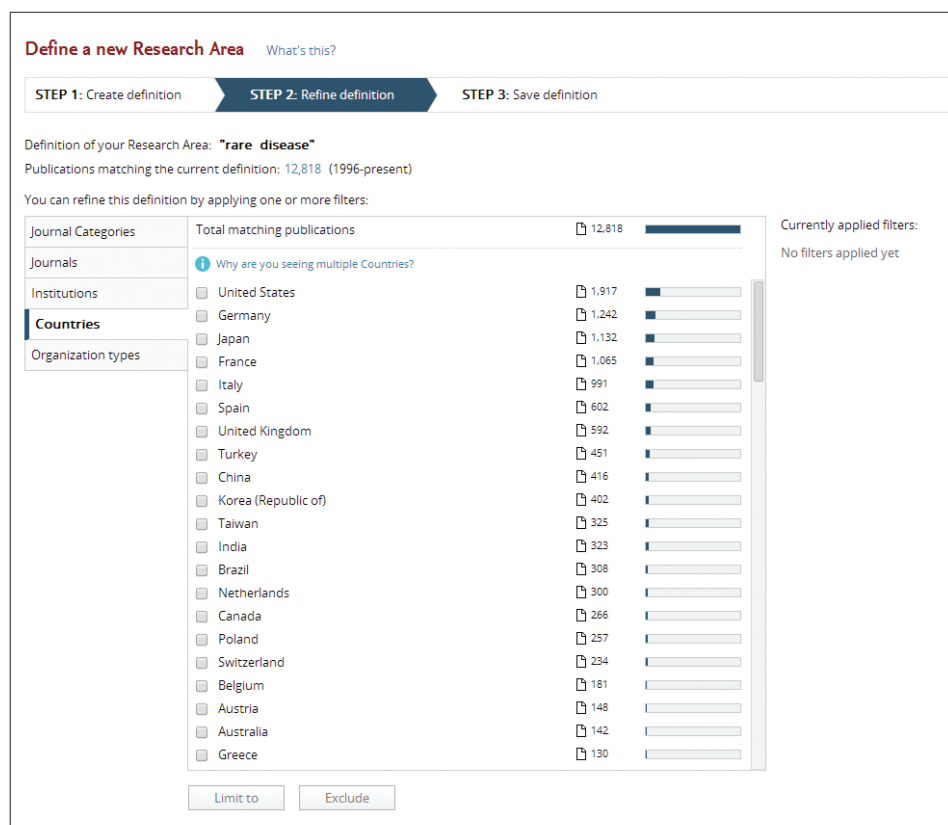 Define a new Research Area What's this?
STEP 1: Create definition STEP 2: Refine definition STEP 3: Save definition
Definition of your Research Area: "rare disease"
Publications matching the current definition: 12,818 (1996-present)
You can refine this definition by applying one or more filters:
Journal Categories
Journals
Institutions
Countries
Organization types
Total matching publications 12,818
Why are you seeing multiple Countries?
United States 1,917
Germany 1,242
Japan 1,132
France 1,065
Italy 991
Spain 602
United Kingdom 592
Turkey 451
China 416
Korea (Republic of) 402
Taiwan 325
India 323
Brazil 308
Netherlands 300
Canada 266
Poland 257
Switzerland 234
Belgium 181
Austria 148
Australia 142
Greece 130
Currently applied filters:
No filters applied yet
Limit to Exclude